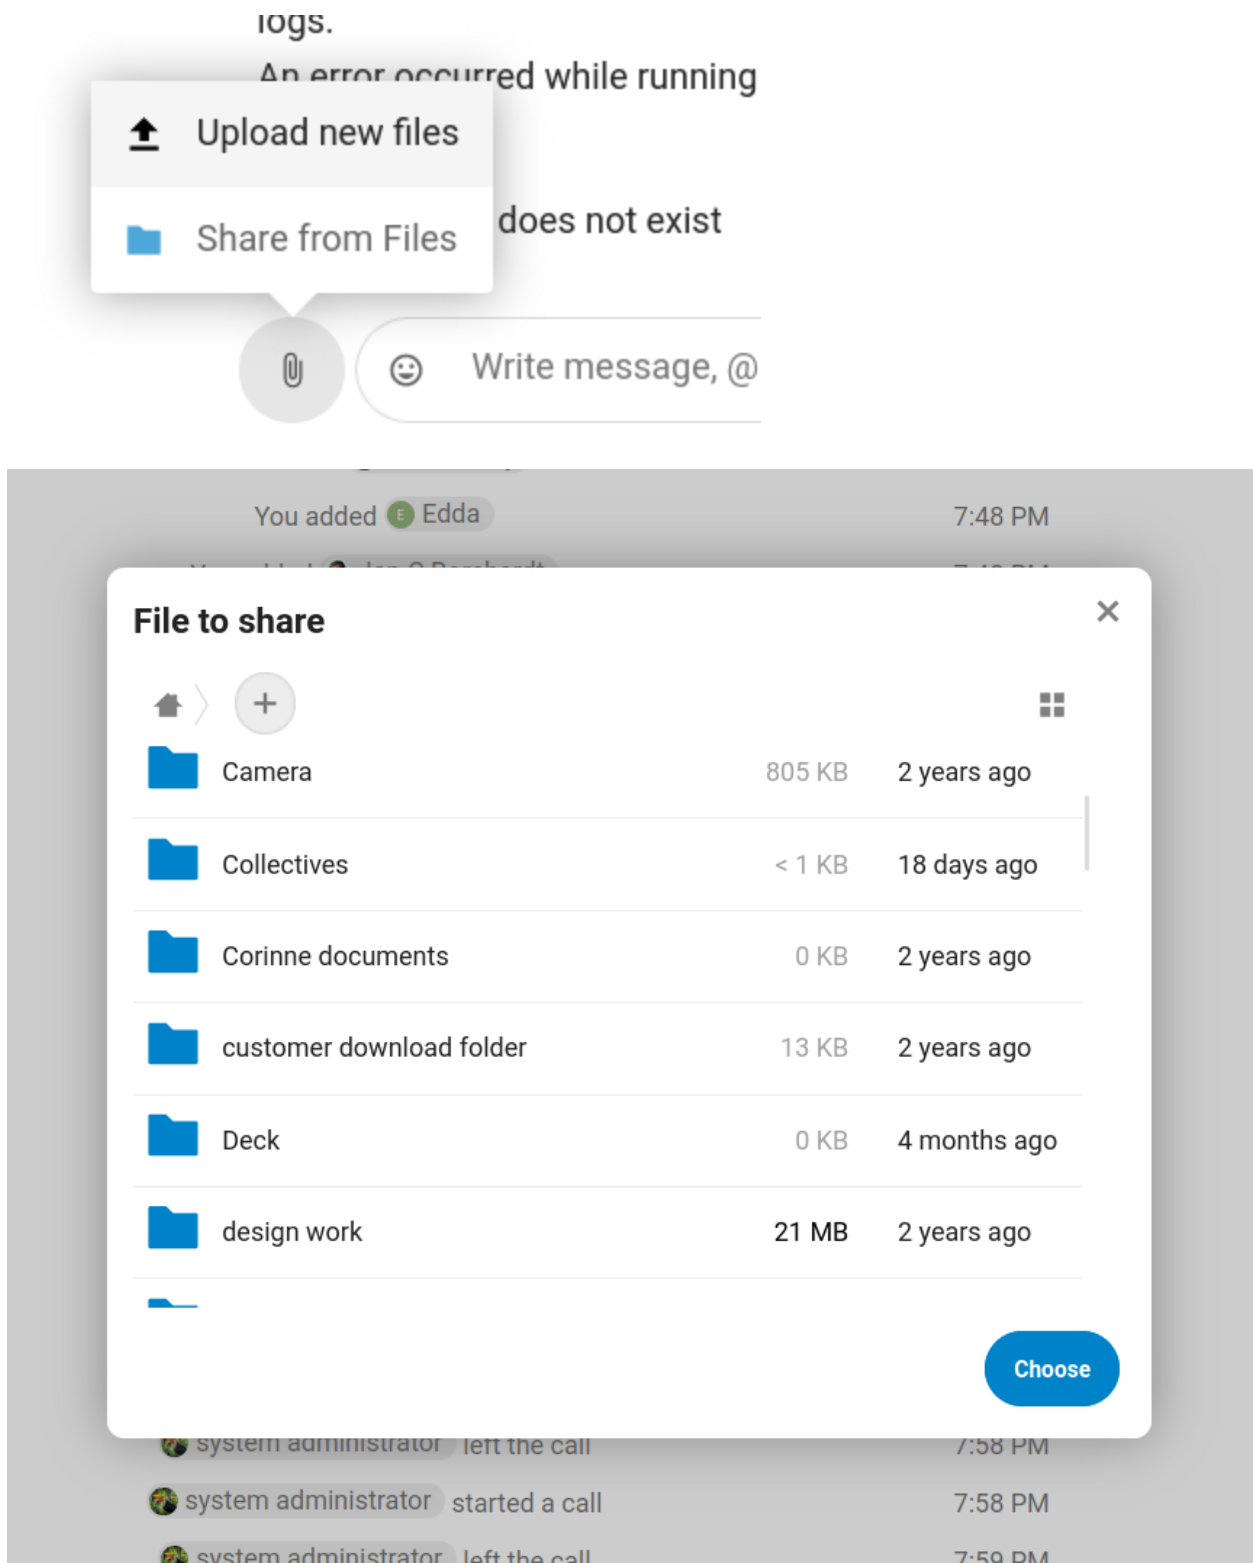 logs.
An error occurred while running
Upload new files
does not exist
Share from Files
Write message, @
You added E Edda 7:48 PM
File to share
Camera 805 KB 2 years ago
Collectives < 1 KB 18 days ago
Corinne documents 0 KB 2 years ago
customer download folder 13 KB 2 years ago
Deck 0 KB 4 months ago
design work 21 MB 2 years ago
Choose
system administrator left the call 7:58 PM
system administrator started a call 7:58 PM
system administrator left the call 7:59 PM